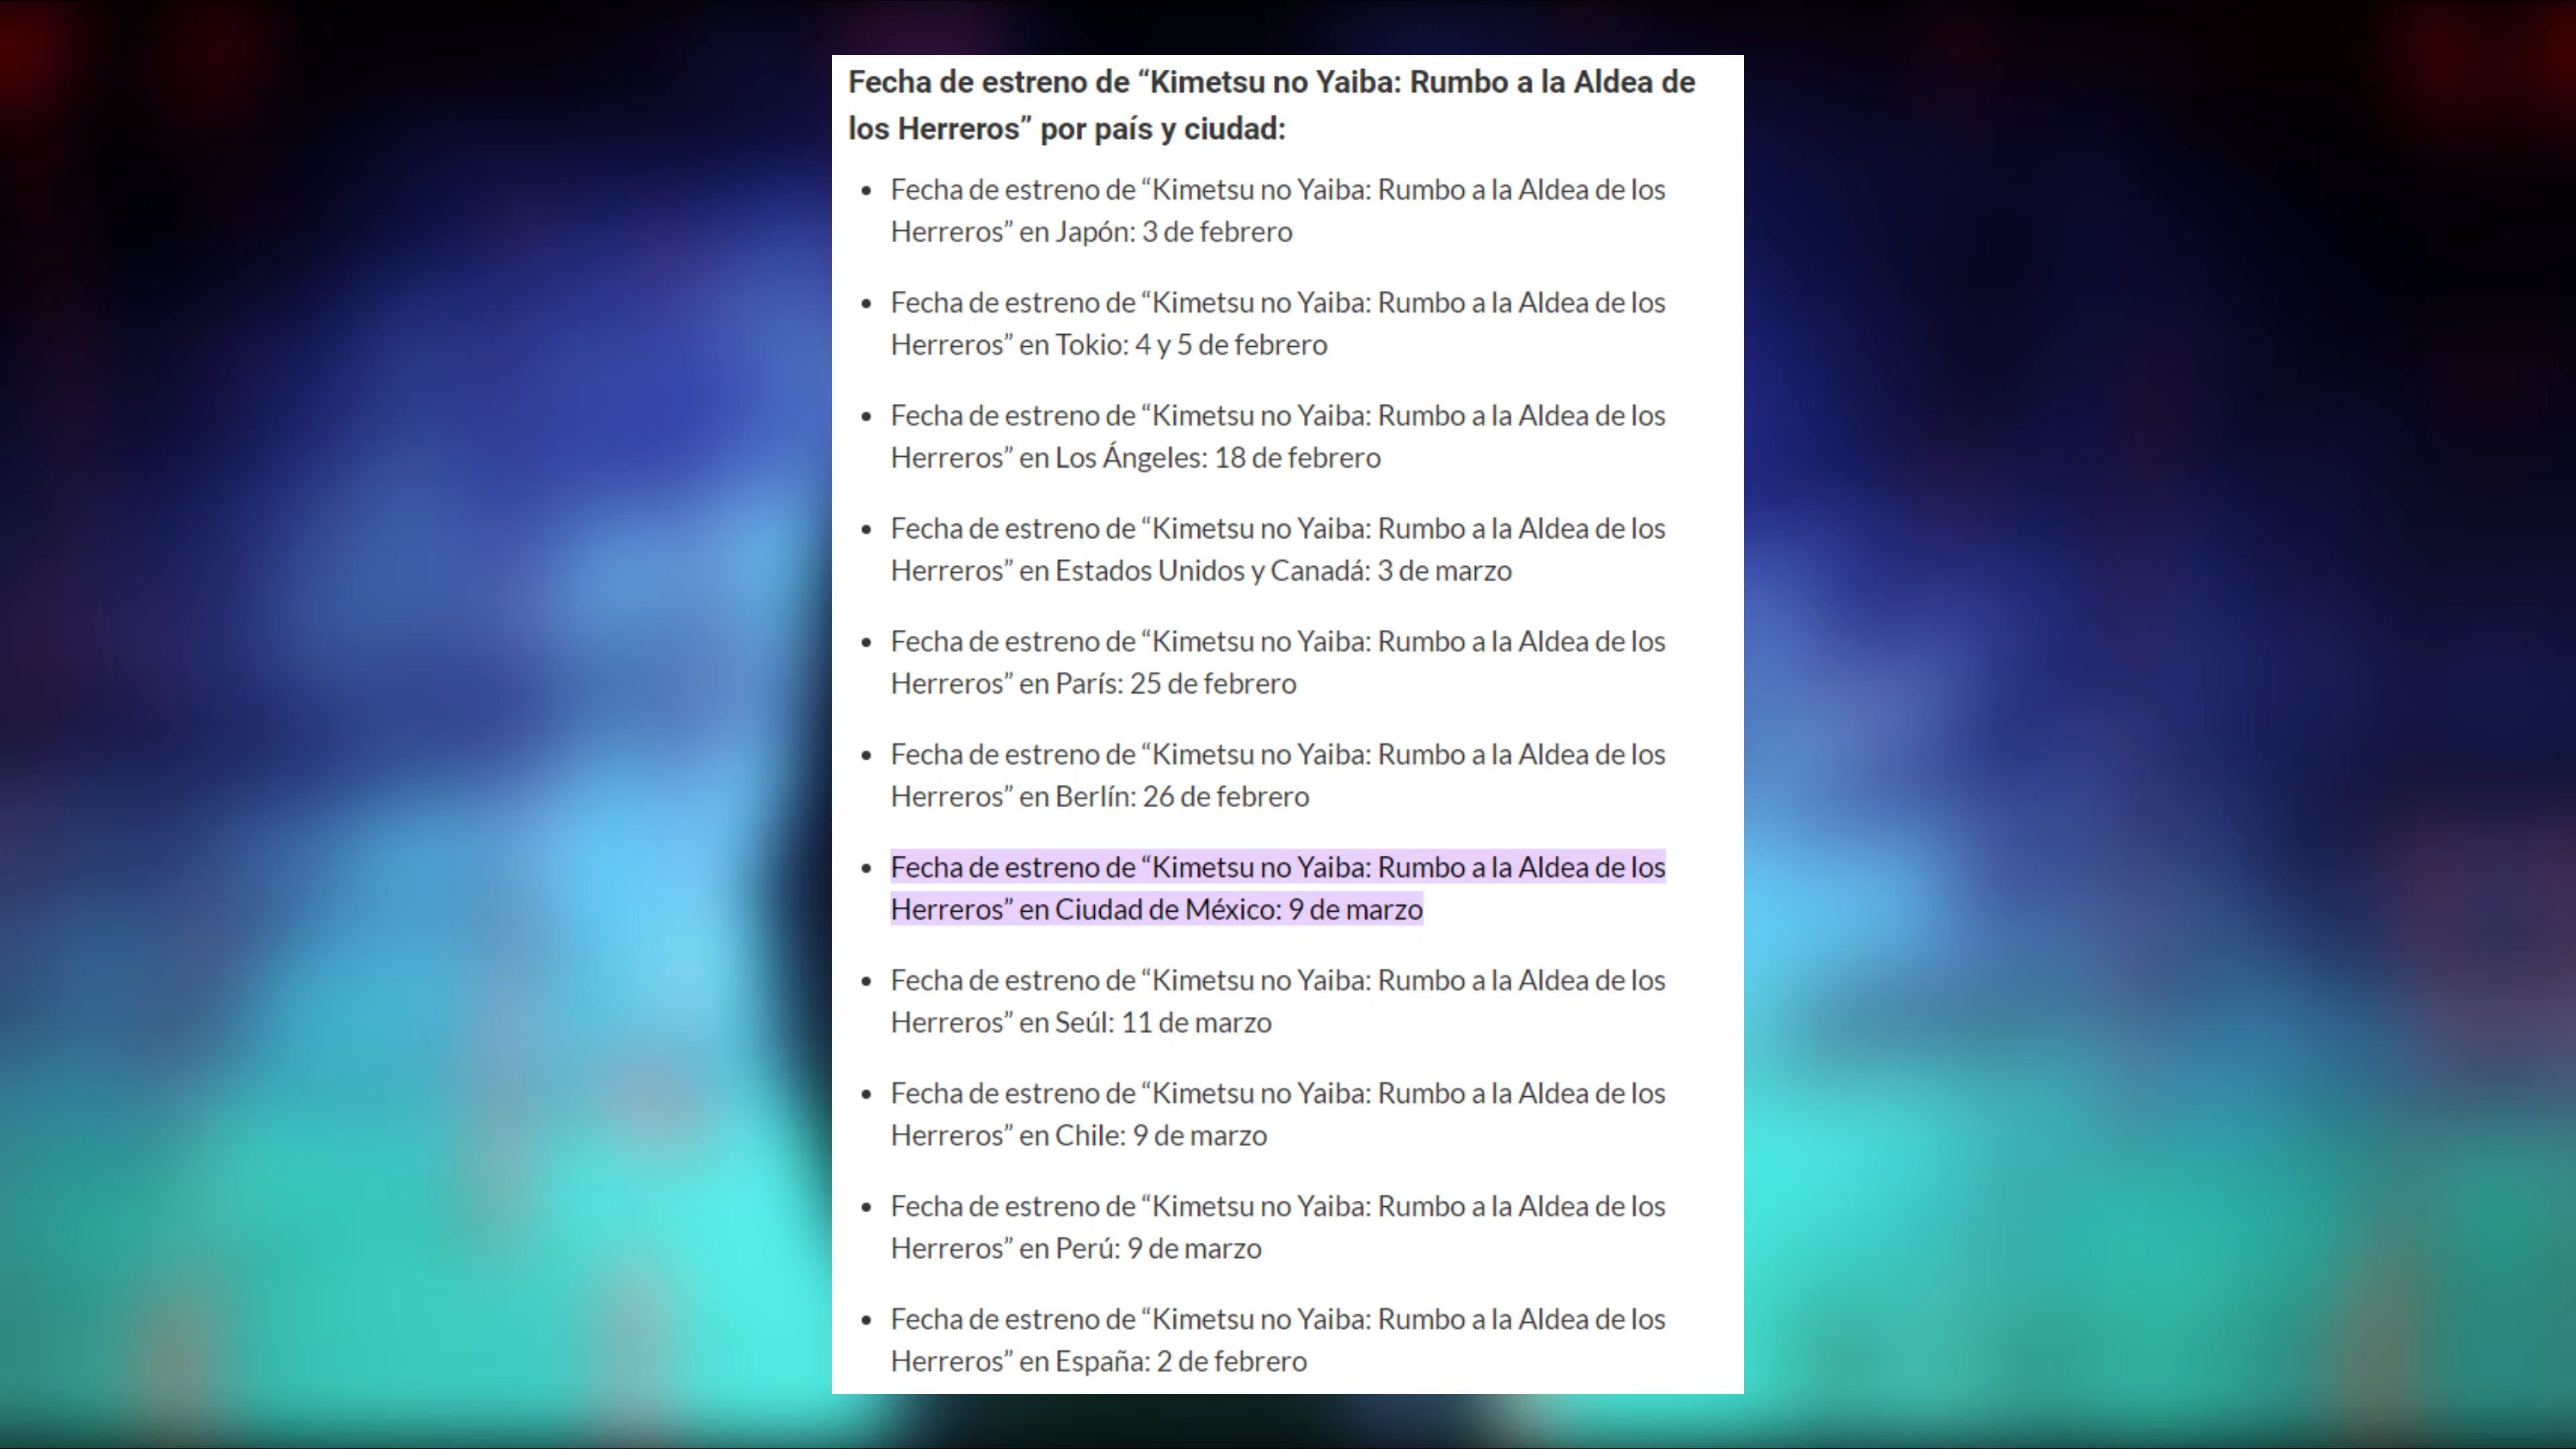 Fecha de estreno de “Kimetsu no Yaiba: Rumbo a la Aldea de
los Herreros” por país y ciudad:
• Fecha de estreno de “Kimetsu no Yaiba: Rumbo a la Aldea de los
Herreros” en Japón: 3 de febrero
• Fecha de estreno de “Kimetsu no Yaiba: Rumbo a la Aldea de los
Herreros” en Tokio: 4 y 5 de febrero
• Fecha de estreno de “Kimetsu no Yaiba: Rumbo a la Aldea de los
Herreros” en Los Ángeles: 18 de febrero
• Fecha de estreno de “Kimetsu no Yaiba: Rumbo a la Aldea de los
Herreros” en Estados Unidos y Canadá: 3 de marzo
• Fecha de estreno de “Kimetsu no Yaiba: Rumbo a la Aldea de los
Herreros” en París: 25 de febrero
• Fecha de estreno de “Kimetsu no Yaiba: Rumbo a la Aldea de los
Herreros” en Berlín: 26 de febrero
• Fecha de estreno de “Kimetsu no Yaiba: Rumbo a la Aldea de los
Herreros” en Ciudad de México: 9 de marzo
• Fecha de estreno de “Kimetsu no Yaiba: Rumbo a la Aldea de los
Herreros” en Seúl: 11 de marzo
• Fecha de estreno de “Kimetsu no Yaiba: Rumbo a la Aldea de los
Herreros” en Chile: 9 de marzo
• Fecha de estreno de “Kimetsu no Yaiba: Rumbo a la Aldea de los
Herreros” en Perú: 9 de marzo
• Fecha de estreno de “Kimetsu no Yaiba: Rumbo a la Aldea de los
Herreros” en España: 2 de febrero